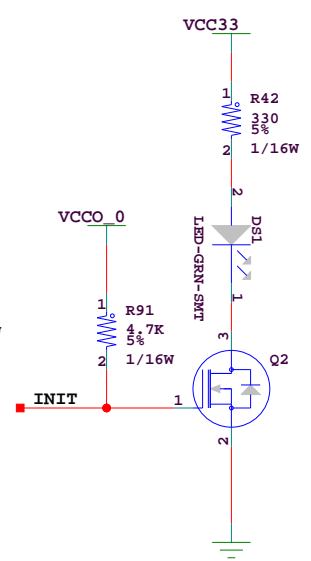 VCC33
1
R42
330
5%
2
1/16W
2
VCCO_0
DS1
LED-GRN-SMT
1
1
R91
4.7K
5%
2
1/16W
3
Q2
INIT
1
2